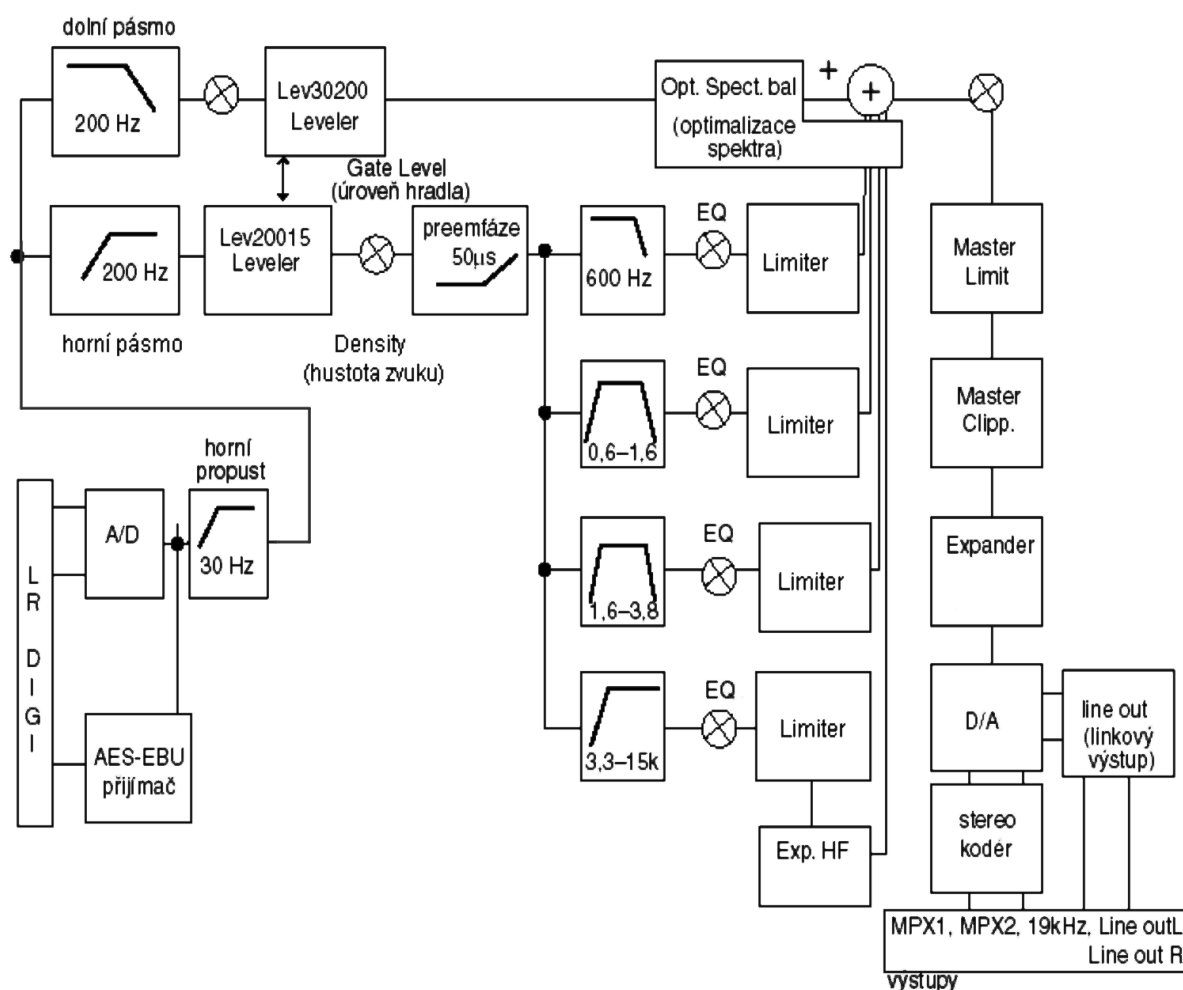 dolní pásmo
200 Hz
Lev30200
Leveler
Opt. Spect. bal
(optimalizace
spektra)
+
+
Gate Level
(úroveň hradla)
200 Hz
horní pásmo
Lev20015
Leveler
Density
(hustota zvuku)
preemfáze
50µs
600 Hz
EQ
Limiter
0,6–1,6
EQ
Limiter
1,6–3,8
EQ
Limiter
3,3–15k
EQ
Limiter
Exp. HF
Master
Limit
Master
Clipp.
Expander
D/A
line out
(linkový
výstup)
stereo
kodér
MPX1, MPX2, 19kHz, Line outL
Line out R
výstupy
horní
propust
30 Hz
A/D
LR DIGI
AES-EBU
přijímač